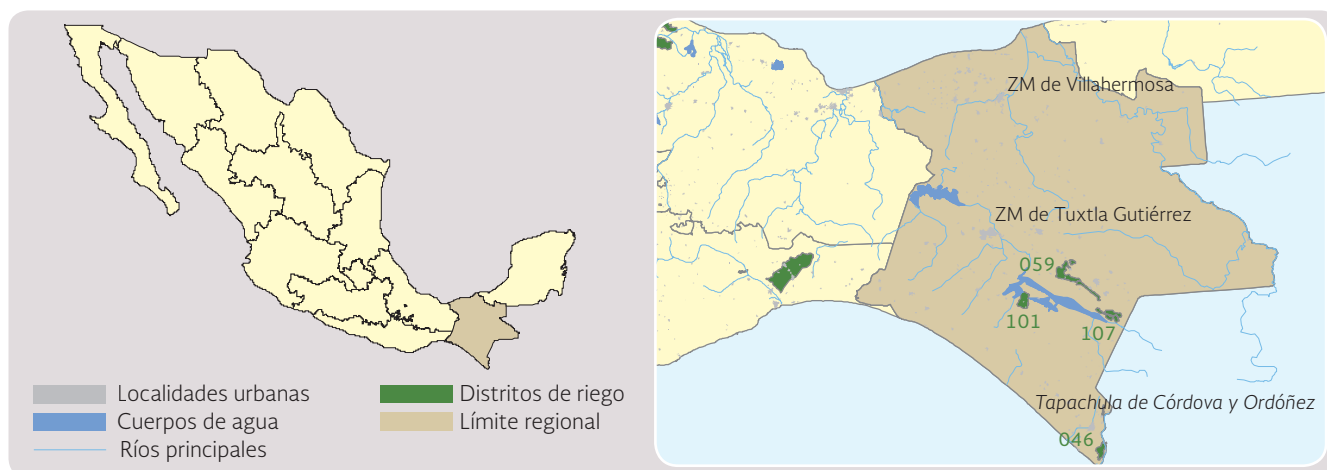 Localidades urbanas
Cuerpos de agua
Ríos principales
Distritos de riego
Límite regional
ZM de Villahermosa
ZM de Tuxtla Gutiérrez
059
101
107
Tapachula de Córdova y Ordóñez
046